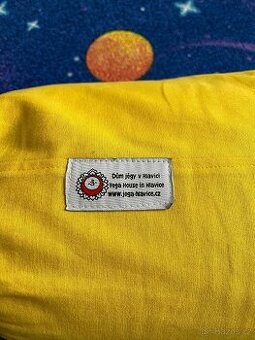 Dům jógy v Hlavici
Joga House in Hlavice
www.joga-hlavice.cz